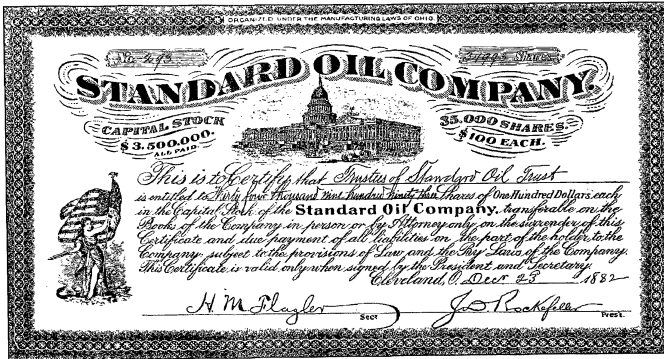 ORGANIZED UNDER THE MANUFACTURING LAWS OF OHIO.
No. 293
34993 Shares
STANDARD OIL COMPANY.
CAPITAL STOCK
$3.500.000.
ALL PAID.
35.000 SHARES.
$100 EACH.
This is to Certify that Trustees of Standard Oil Trust
is entitled to Thirty four thousand nine hundred ninety three Shares of One Hundred Dollars each
in the Capital Stock of the Standard Oil Company, transferable on the
Books of the Company in person or by Attorney only on the surrender of this
Certificate and due payment of all liabilities on the part of the holder to the
Company subject to the provisions of Law and the By Laws of the Company.
This Certificate is valid only when signed by the President and Secretary.
Cleveland, O. Decr 23 1882
H. M. Flagler Secr
J. D. Rockefeller Prest.